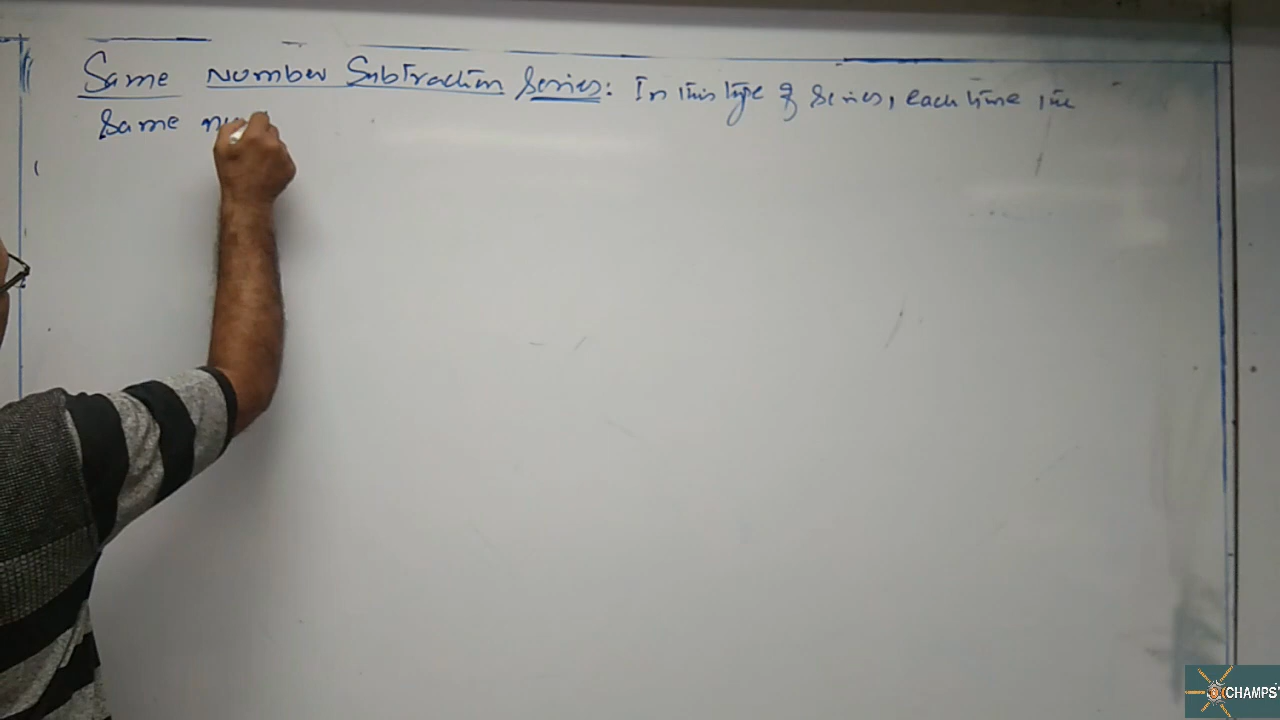 Same Number Subtraction Series: In this type of Series, each time the
Same nu
CHAMPS